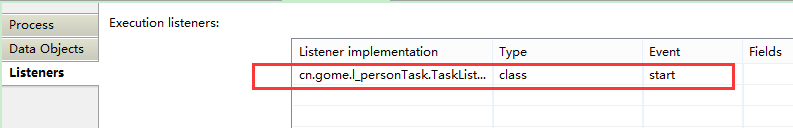 Process
Data Objects
Listeners
Execution listeners:
Listener implementation Type Event Fields
cn.gome.l_personTask.TaskList... class start